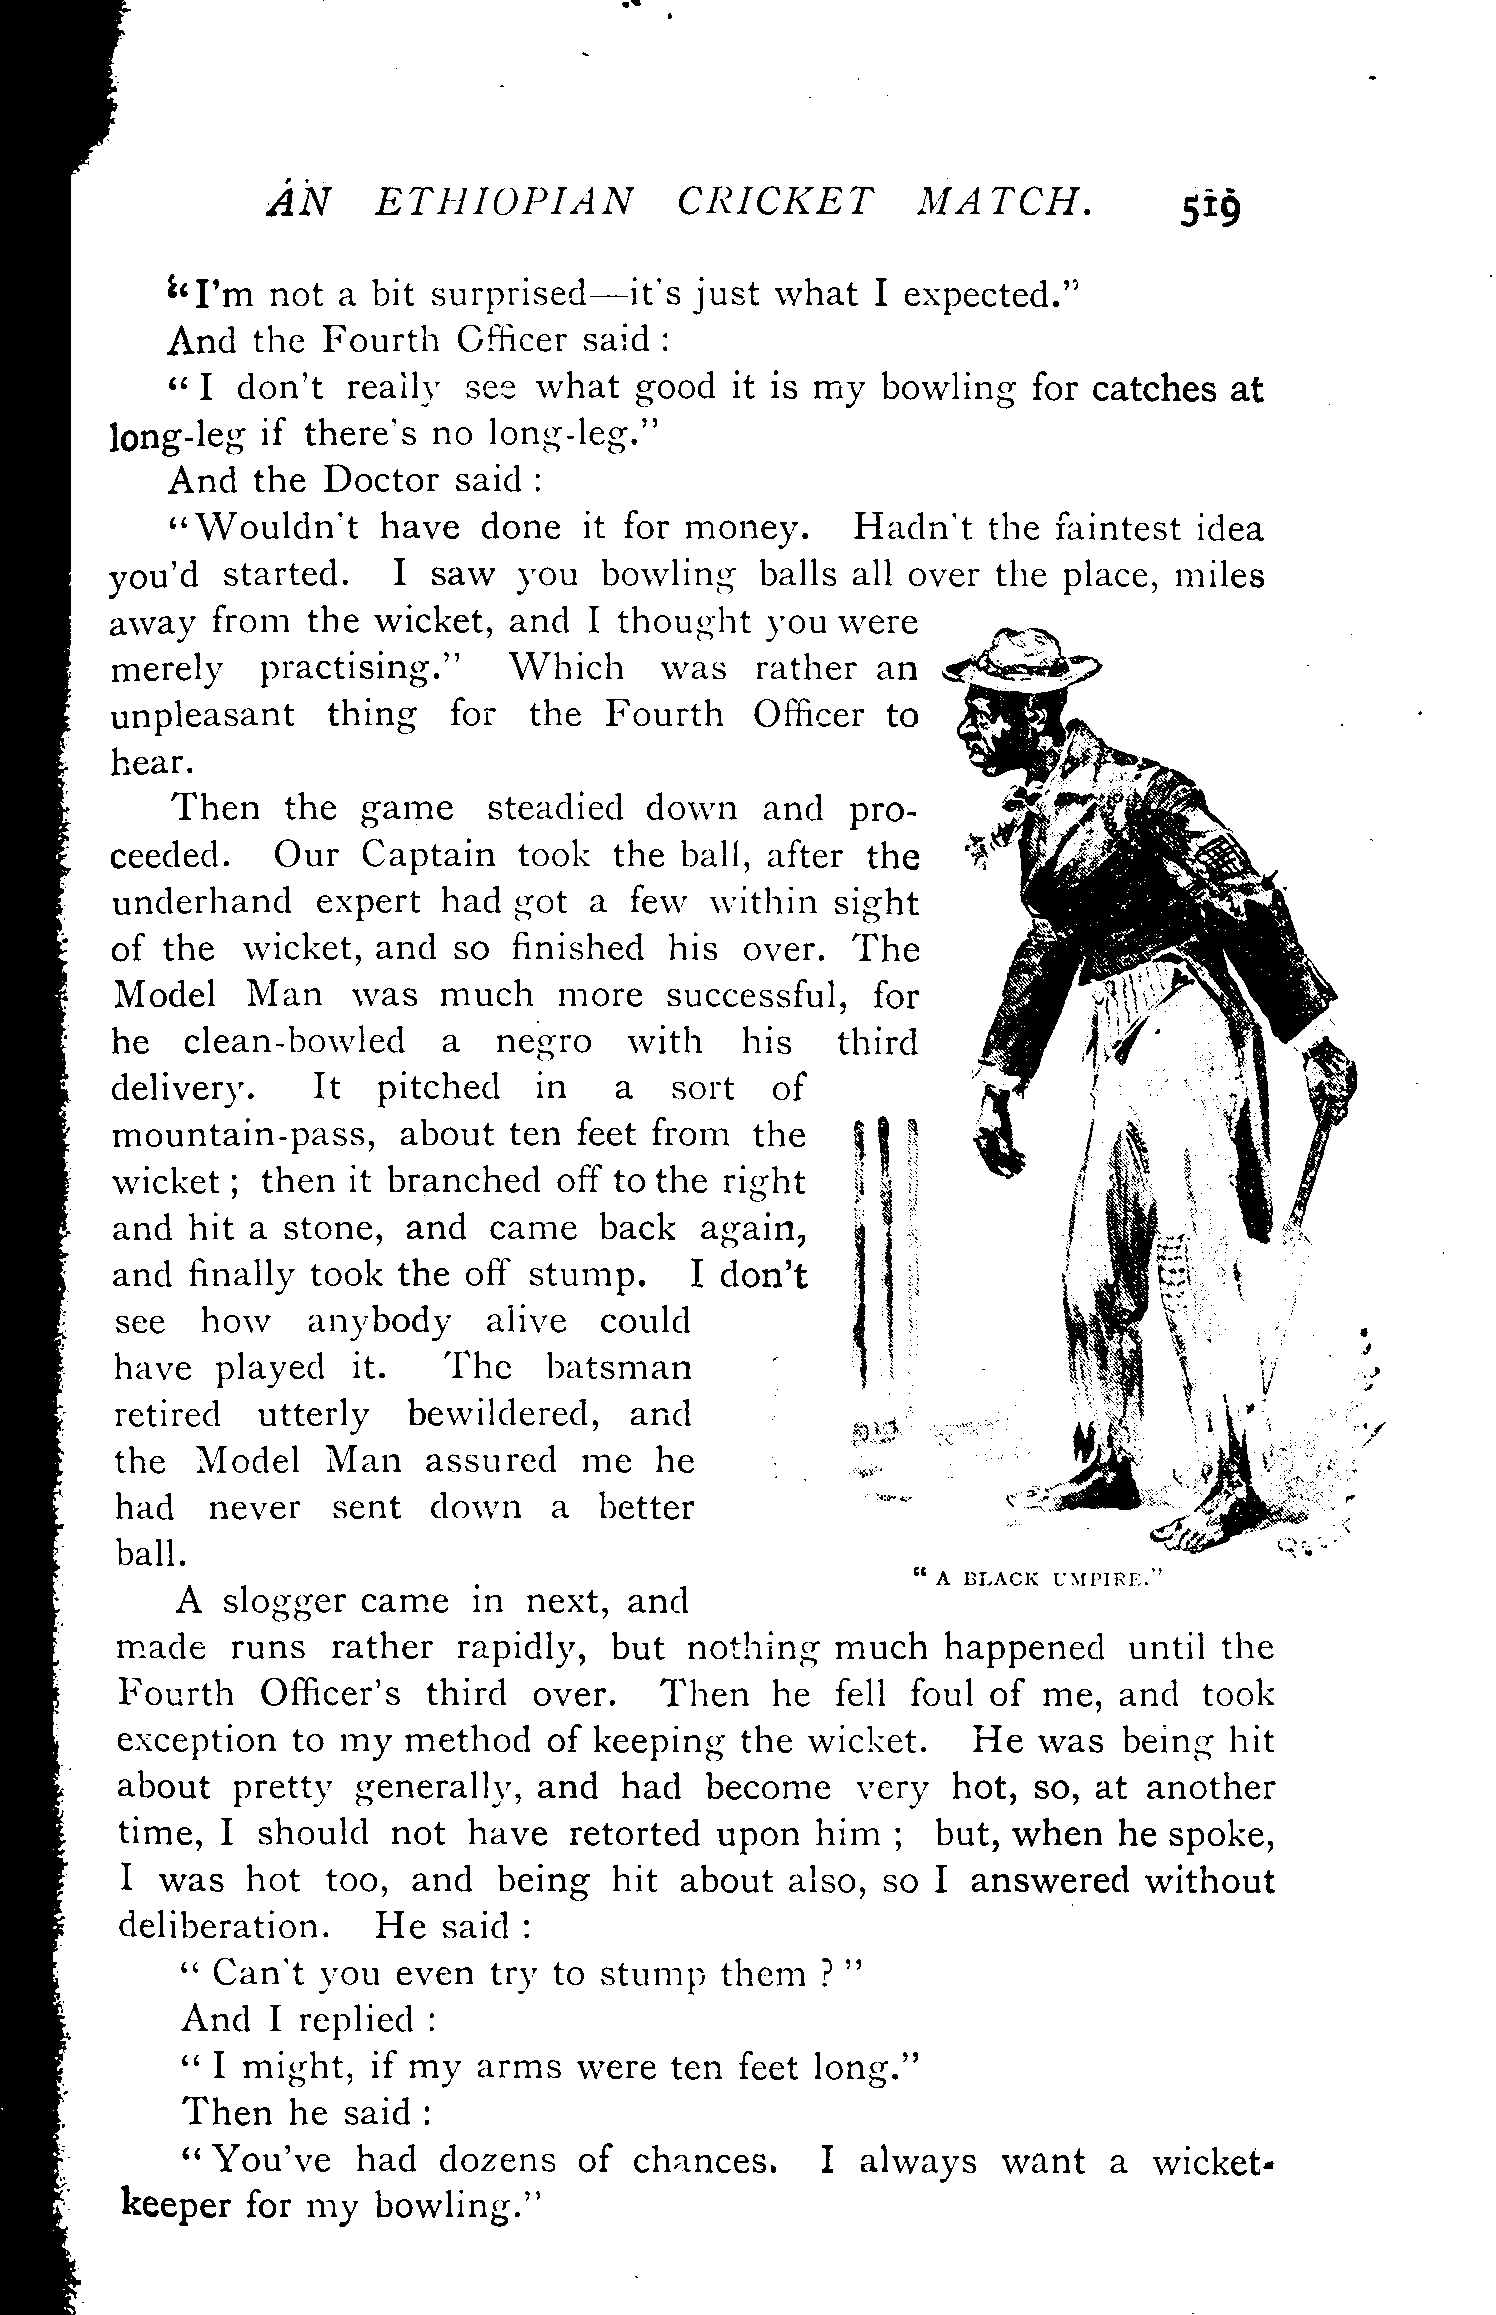 AN ETHIOPIAN CRICKET MATCH. 519
"I'm not a bit surprised—it's just what I expected."
And the Fourth Officer said :
"I don't really see what good it is my bowling for catches at
long-leg if there's no long-leg."
And the Doctor said :
"Wouldn't have done it for money. Hadn't the faintest idea
you'd started. I saw you bowling balls all over the place, miles
away from the wicket, and I thought you were
merely practising." Which was rather an
unpleasant thing for the Fourth Officer to
hear.
Then the game steadied down and pro-
ceeded. Our Captain took the ball, after the
underhand expert had got a few within sight
of the wicket, and so finished his over. The
Model Man was much more successful, for
he clean-bowled a negro with his third
delivery. It pitched in a sort of
mountain-pass, about ten feet from the
wicket ; then it branched off to the right
and hit a stone, and came back again,
and finally took the off stump. I don't
see how anybody alive could
have played it. The batsman
retired utterly bewildered, and
the Model Man assured me he
had never sent down a better
ball.
"A BLACK UMPIRE."
A slogger came in next, and
made runs rather rapidly, but nothing much happened until the
Fourth Officer's third over. Then he fell foul of me, and took
exception to my method of keeping the wicket. He was being hit
about pretty generally, and had become very hot, so, at another
time, I should not have retorted upon him ; but, when he spoke,
I was hot too, and being hit about also, so I answered without
deliberation. He said :
"Can't you even try to stump them ?"
And I replied :
"I might, if my arms were ten feet long."
Then he said :
"You've had dozens of chances. I always want a wicket-
keeper for my bowling."